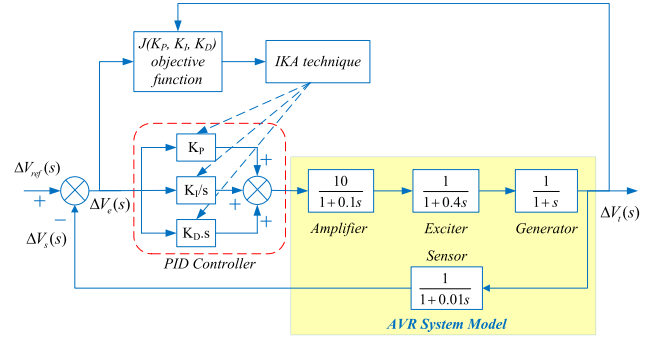 J(K_P, K_I, K_D)
objective
function
IKA technique
K_P
ΔV_ref(s)
+
−
ΔV_e(s)
ΔV_s(s)
K_I/s
K_D.s
+
+
+
PID Controller
10
1+0.1s
Amplifier
1
1+0.4s
Exciter
1
1+s
Generator
ΔV_t(s)
Sensor
1
1+0.01s
AVR System Model